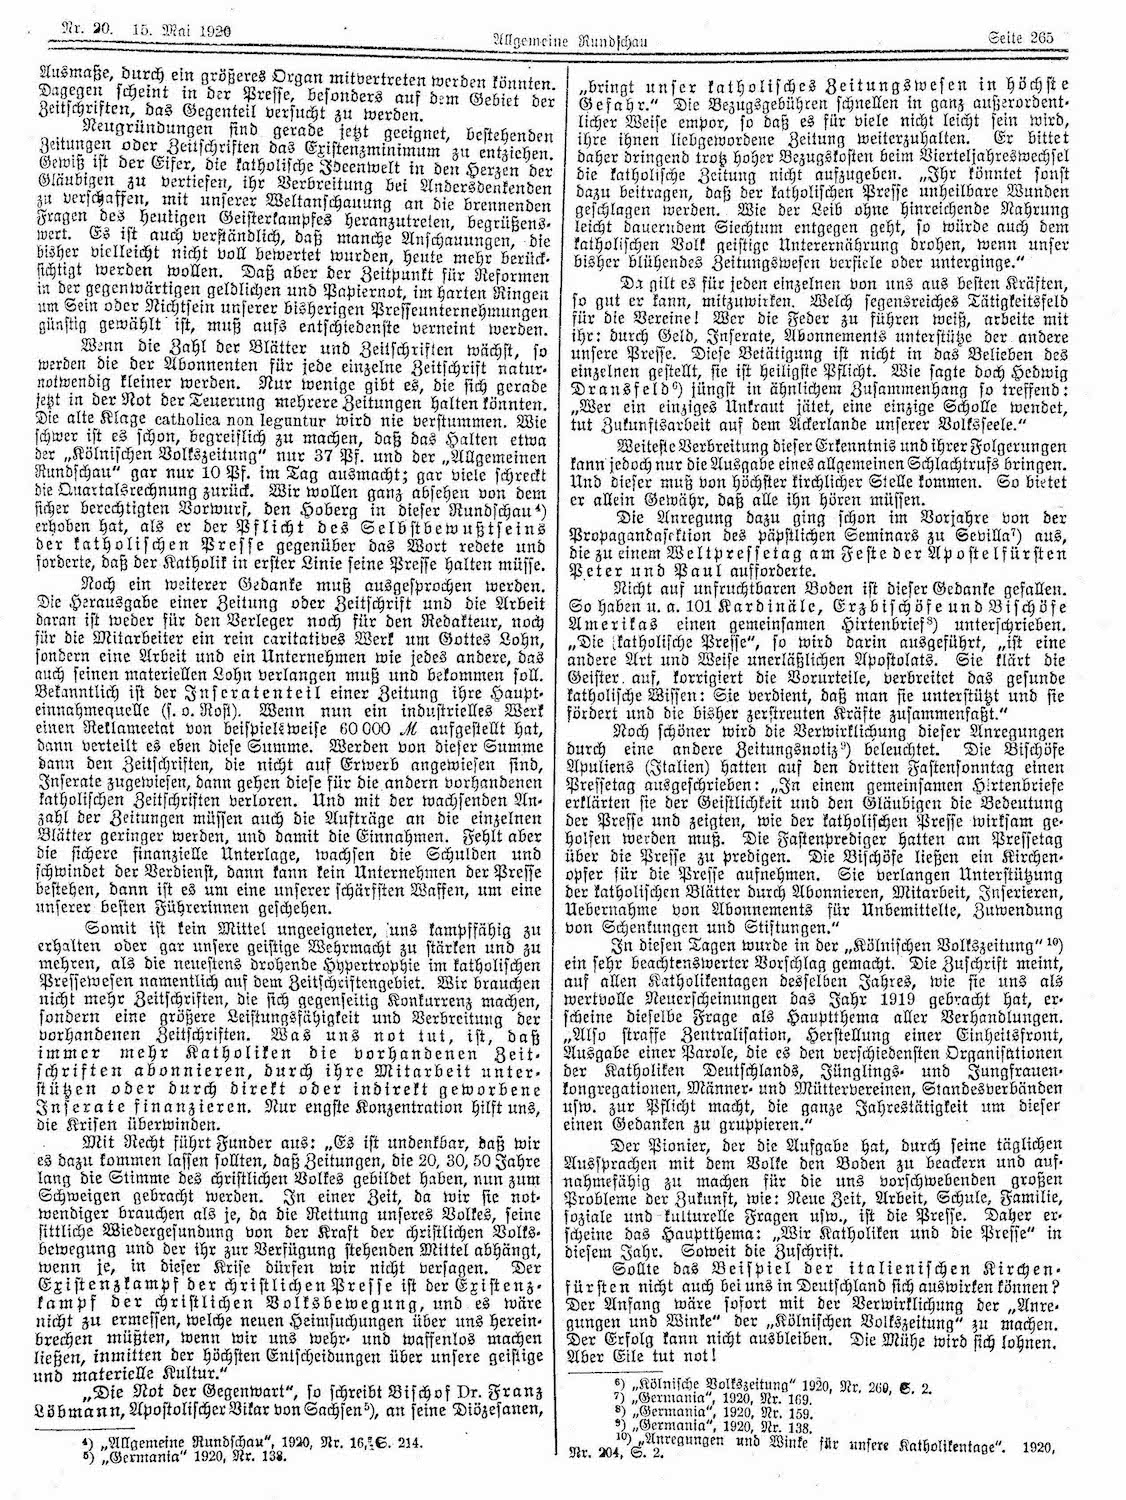 Nr. 20. 15. Mai 1920
Allgemeine Rundschau
Seite 265
Ausmaße, durch ein größeres Organ mitvertreten werden könnten.
Dagegen scheint in der Presse, besonders auf dem Gebiet der
Zeitschriften, das Gegenteil versucht zu werden.
Neugründungen sind gerade jetzt geeignet, bestehenden
Zeitungen oder Zeitschriften das Existenzminimum zu entziehen.
Gewiß ist der Eifer, die katholische Ideenwelt in den Herzen der
Gläubigen zu vertiefen, ihr Verbreitung bei Andersdenkenden
zu verschaffen, mit unserer Weltanschauung an die brennenden
Fragen des heutigen Geisterkampfes heranzutreten, begrüßens-
wert. Es ist auch verständlich, daß manche Anschauungen, die
bisher vielleicht nicht voll bewertet wurden, heute mehr berück-
sichtigt werden wollen. Daß aber der Zeitpunkt für Reformen
in der gegenwärtigen geldlichen und Papiernot, im harten Ringen
um Sein oder Nichtsein unserer bisherigen Presseunternehmungen
günstig gewählt ist, muß aufs entschiedenste verneint werden.
Wenn die Zahl der Blätter und Zeitschriften wächst, so
werden die der Abonnenten für jede einzelne Zeitschrift natur-
notwendig kleiner werden. Nur wenige gibt es, die sich gerade
jetzt in der Not der Teuerung mehrere Zeitungen halten könnten.
Die alte Klage catholica non leguntur wird nie verstummen. Wie
schwer ist es schon, begreiflich zu machen, daß das Halten etwa
der „Kölnischen Volkszeitung“ nur 37 Pf. und der „Allgemeinen
Rundschau“ gar nur 10 Pf. im Tag ausmacht; gar viele schreckt
die Quartalsrechnung zurück. Wir wollen ganz absehen von dem
sicher berechtigten Vorwurf, den Hoberg in dieser Rundschau⁴)
erhoben hat, als er der Pflicht des Selbstbewußtseins
der katholischen Presse gegenüber das Wort redete und
forderte, daß der Katholik in erster Linie seine Presse halten müsse.
Noch ein weiterer Gedanke muß ausgesprochen werden.
Die Herausgabe einer Zeitung oder Zeitschrift und die Arbeit
daran ist weder für den Verleger noch für den Redakteur, noch
für die Mitarbeiter ein rein caritatives Werk um Gottes Lohn,
sondern eine Arbeit und ein Unternehmen wie jedes andere, das
auch seinen materiellen Lohn verlangen muß und bekommen soll.
Bekanntlich ist der Inseratenteil einer Zeitung ihre Haupt-
einnahmequelle (s. o. Rost). Wenn nun ein industrielles Werk
einen Reklameetat von beispielsweise 60 000 M aufgestellt hat,
dann verteilt es eben diese Summe. Werden von dieser Summe
dann den Zeitschriften, die nicht auf Erwerb angewiesen sind,
Inserate zugewiesen, dann gehen diese für die andern vorhandenen
katholischen Zeitschriften verloren. Und mit der wachsenden An-
zahl der Zeitungen müssen auch die Aufträge an die einzelnen
Blätter geringer werden, und damit die Einnahmen. Fehlt aber
die sichere finanzielle Unterlage, wachsen die Schulden und
schwindet der Verdienst, dann kann kein Unternehmen der Presse
bestehen, dann ist es um eine unserer schärfsten Waffen, um eine
unserer besten Führerinnen geschehen.
Somit ist kein Mittel ungeeigneter, uns kampffähig zu
erhalten oder gar unsere geistige Wehrmacht zu stärken und zu
mehren, als die neuestens drohende Hypertrophie im katholischen
Pressewesen namentlich auf dem Zeitschriftengebiet. Wir brauchen
nicht mehr Zeitschriften, die sich gegenseitig Konkurrenz machen,
sondern eine größere Leistungsfähigkeit und Verbreitung der
vorhandenen Zeitschriften. Was uns not tut, ist, daß
immer mehr Katholiken die vorhandenen Zeit-
schriften abonnieren, durch ihre Mitarbeit unter-
stützen oder durch direkt oder indirekt geworbene
Inserate finanzieren. Nur engste Konzentration hilft uns,
die Krisen überwinden.
Mit Recht führt Funder aus: „Es ist undenkbar, daß wir
es dazu kommen lassen sollten, daß Zeitungen, die 20, 30, 50 Jahre
lang die Stimme des christlichen Volkes gebildet haben, nun zum
Schweigen gebracht werden. In einer Zeit, da wir sie not-
wendiger brauchen als je, da die Rettung unseres Volkes, seine
sittliche Wiedergesundung von der Kraft der christlichen Volks-
bewegung und der ihr zur Verfügung stehenden Mittel abhängt,
wenn je, in dieser Krise dürfen wir nicht versagen. Der
Existenzkampf der christlichen Presse ist der Existenz-
kampf der christlichen Volksbewegung, und es wäre
nicht zu ermessen, welche neuen Heimsuchungen über uns herein-
brechen müßten, wenn wir uns wehr- und waffenlos machen
ließen, inmitten der höchsten Entscheidungen über unsere geistige
und materielle Kultur.“
„Die Not der Gegenwart“, so schreibt Bischof Dr. Franz
Löbmann, Apostolischer Vikar von Sachsen⁵), an seine Diözesanen,
⁴) „Allgemeine Rundschau“, 1920, Nr. 16, S. 214.
⁵) „Germania“ 1920, Nr. 138.
„bringt unser katholisches Zeitungswesen in höchste
Gefahr.“ Die Bezugsgebühren schnellen in ganz außerordent-
licher Weise empor, so daß es für viele nicht leicht sein wird,
ihre ihnen liebgewordene Zeitung weiterzuhalten. Er bittet
daher dringend trotz hoher Bezugskosten beim Vierteljahreswechsel
die katholische Zeitung nicht aufzugeben. „Ihr könntet sonst
dazu beitragen, daß der katholischen Presse unheilbare Wunden
geschlagen werden. Wie der Leib ohne hinreichende Nahrung
leicht dauerndem Siechtum entgegen geht, so würde auch dem
katholischen Volk geistige Unterernährung drohen, wenn unser
bisher blühendes Zeitungswesen verfiele oder unterginge.“
Da gilt es für jeden einzelnen von uns aus besten Kräften,
so gut er kann, mitzuwirken. Welch segensreiches Tätigkeitsfeld
für die Vereine! Wer die Feder zu führen weiß, arbeite mit
ihr: durch Geld, Inserate, Abonnements unterstütze der andere
unsere Presse. Diese Betätigung ist nicht in das Belieben des
einzelnen gestellt, sie ist heiligste Pflicht. Wie sagte doch Hedwig
Dransfeld⁶) jüngst in ähnlichem Zusammenhang so treffend:
„Wer ein einziges Unkraut jätet, eine einzige Scholle wendet,
tut Zukunftsarbeit auf dem Ackerlande unserer Volksseele.“
Weiteste Verbreitung dieser Erkenntnis und ihrer Folgerungen
kann jedoch nur die Ausgabe eines allgemeinen Schlachtrufs bringen.
Und dieser muß von höchster kirchlicher Stelle kommen. So bietet
er allein Gewähr, daß alle ihn hören müssen.
Die Anregung dazu ging schon im Vorjahre von der
Propagandasektion des päpstlichen Seminars zu Sevilla⁷) aus,
die zu einem Weltpressetag am Feste der Apostelfürsten
Peter und Paul aufforderte.
Nicht auf unfruchtbaren Boden ist dieser Gedanke gefallen.
So haben u. a. 101 Kardinäle, Erzbischöfe und Bischöfe
Amerikas einen gemeinsamen Hirtenbrief⁸) unterschrieben.
„Die katholische Presse“, so wird darin ausgeführt, „ist eine
andere Art und Weise unerläßlichen Apostolats. Sie klärt die
Geister auf, korrigiert die Vorurteile, verbreitet das gesunde
katholische Wissen: Sie verdient, daß man sie unterstützt und sie
fördert und die bisher zerstreuten Kräfte zusammenfaßt.“
Noch schöner wird die Verwirklichung dieser Anregungen
durch eine andere Zeitungsnotiz⁹) beleuchtet. Die Bischöfe
Apuliens (Italien) hatten auf den dritten Fastensonntag einen
Pressetag ausgeschrieben: „In einem gemeinsamen Hirtenbriefe
erklärten sie der Geistlichkeit und den Gläubigen die Bedeutung
der Presse und zeigten, wie der katholischen Presse wirksam ge-
holfen werden muß. Die Fastenprediger hatten am Pressetag
über die Presse zu predigen. Die Bischöfe ließen ein Kirchen-
opfer für die Presse aufnehmen. Sie verlangen Unterstützung
der katholischen Blätter durch Abonnieren, Mitarbeit, Inserieren,
Uebernahme von Abonnements für Unbemittelte, Zuwendung
von Schenkungen und Stiftungen.“
In diesen Tagen wurde in der „Kölnischen Volkszeitung“ ¹⁰)
ein sehr beachtenswerter Vorschlag gemacht. Die Zuschrift meint,
auf allen Katholikentagen desselben Jahres, wie sie uns als
wertvolle Neuerscheinungen das Jahr 1919 gebracht hat, er-
scheine dieselbe Frage als Hauptthema aller Verhandlungen.
„Also straffe Zentralisation, Herstellung einer Einheitsfront,
Ausgabe einer Parole, die es den verschiedensten Organisationen
der Katholiken Deutschlands, Jünglings- und Jungfrauen-
kongregationen, Männer- und Müttervereinen, Standesverbänden
usw. zur Pflicht macht, die ganze Jahrestätigkeit um dieser
einen Gedanken zu gruppieren.“
Der Pionier, der die Aufgabe hat, durch seine täglichen
Aussprachen mit dem Volke den Boden zu beackern und auf-
nahmefähig zu machen für die uns vorschwebenden großen
Probleme der Zukunft, wie: Neue Zeit, Arbeit, Schule, Familie,
soziale und kulturelle Fragen usw., ist die Presse. Daher er-
scheine das Hauptthema: „Wir Katholiken und die Presse“ in
diesem Jahr. Soweit die Zuschrift.
Sollte das Beispiel der italienischen Kirchen-
fürsten nicht auch bei uns in Deutschland sich auswirken können?
Der Anfang wäre sofort mit der Verwirklichung der „Anre-
gungen und Winke“ der „Kölnischen Volkszeitung“ zu machen.
Der Erfolg kann nicht ausbleiben. Die Mühe wird sich lohnen.
Aber Eile tut not!
⁶) „Kölnische Volkszeitung“ 1920, Nr. 260, S. 2.
⁷) „Germania“, 1920, Nr. 169.
⁸) „Germania“, 1920, Nr. 159.
⁹) „Germania“, 1920, Nr. 138.
¹⁰) „Anregungen und Winke für unsere Katholikentage“. 1920,
Nr. 204, S. 2.